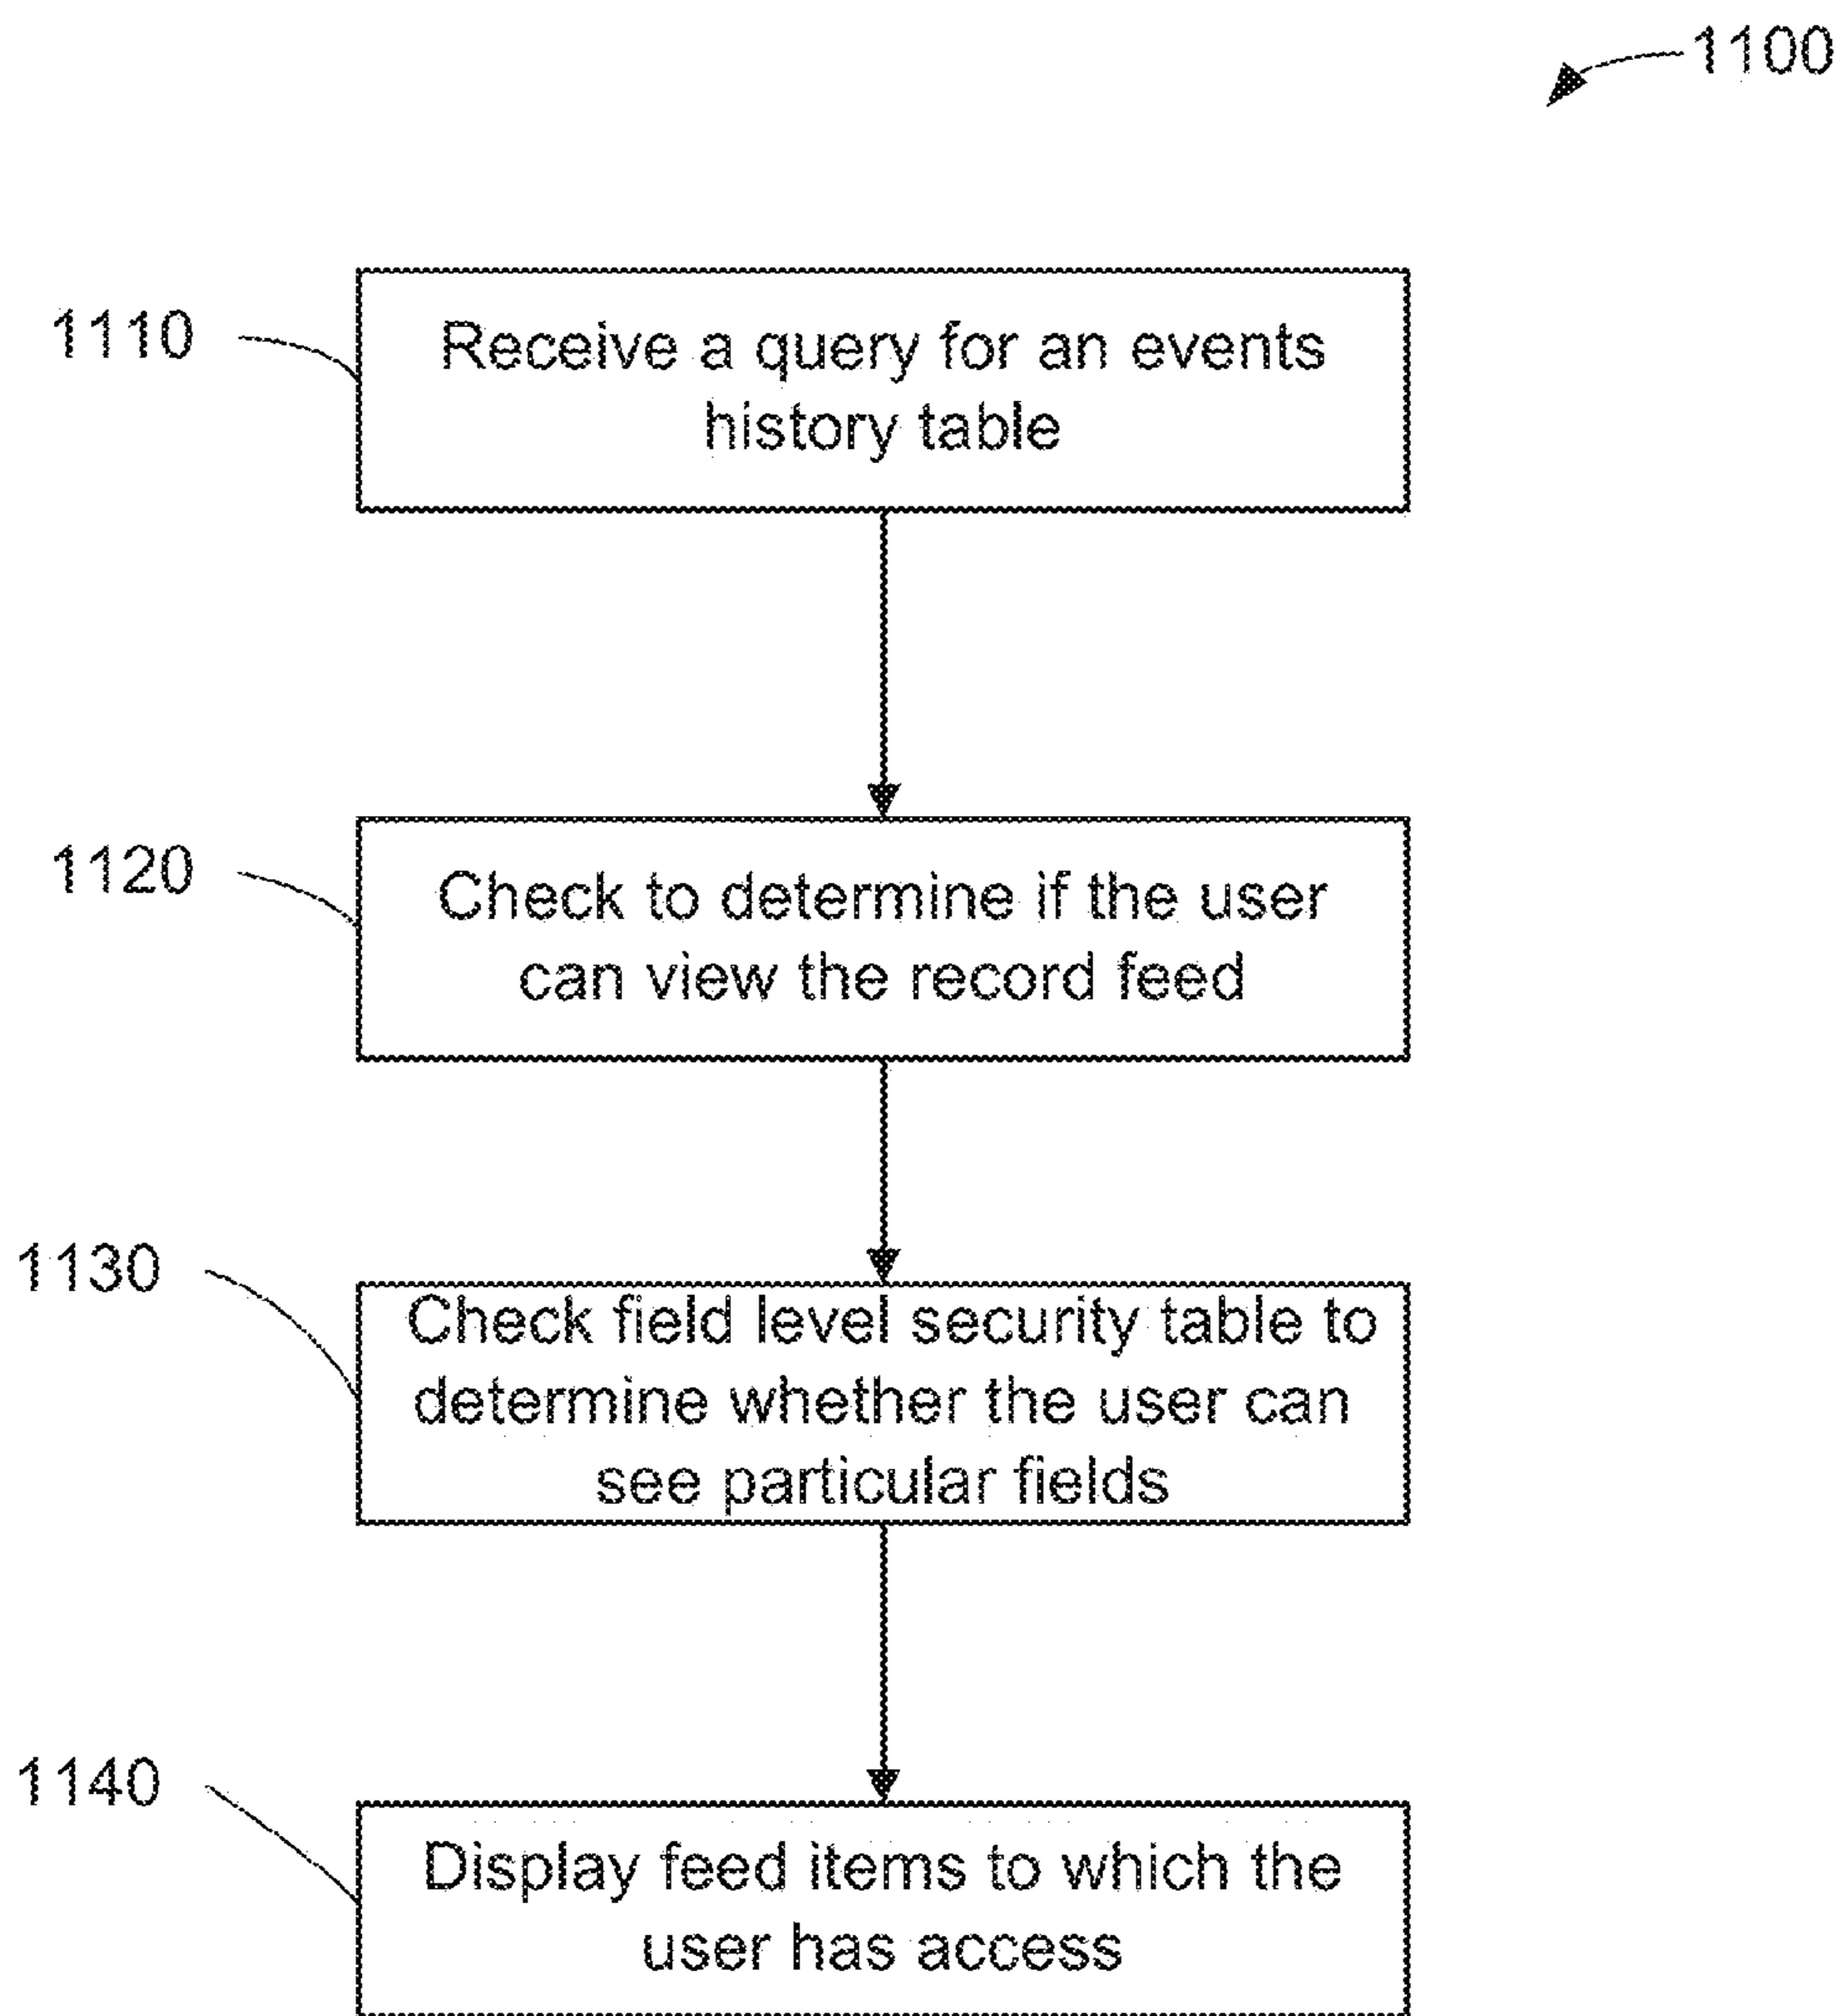 1100
1110
Receive a query for an events
history table
1120
Check to determine if the user
can view the record feed
1130
Check field level security table to
determine whether the user can
see particular fields
1140
Display feed items to which the
user has access